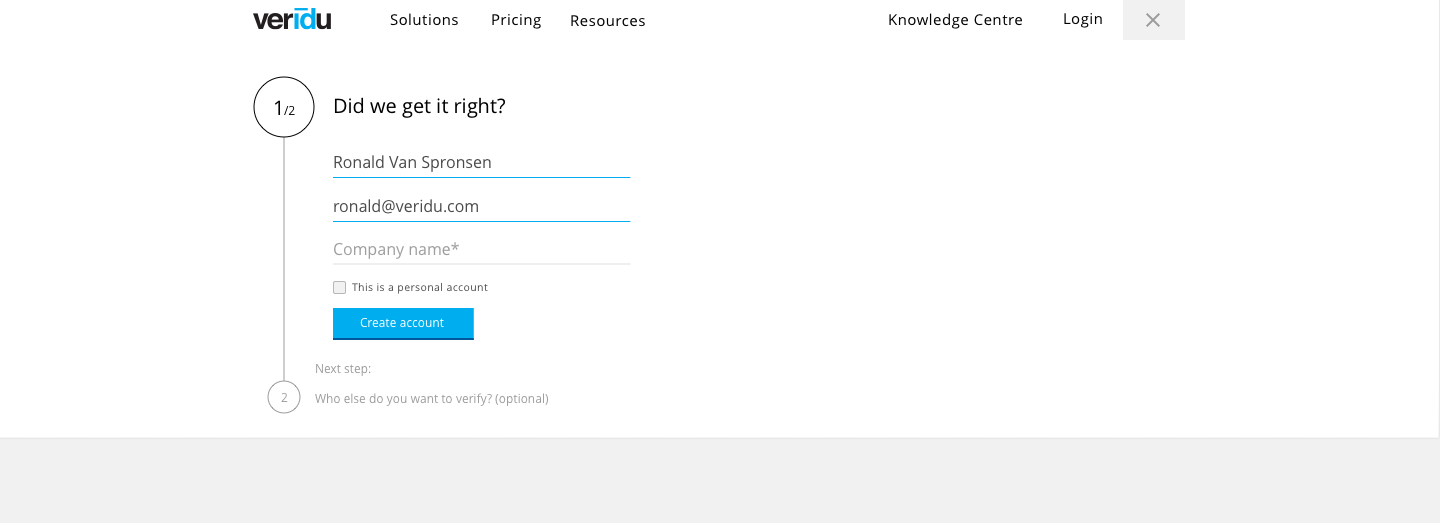 veridu
Solutions
Pricing
Resources
Knowledge Centre
Login
1/2
Did we get it right?
Ronald Van Spronsen
ronald@veridu.com
Company name*
This is a personal account
Create account
Next step:
2
Who else do you want to verify? (optional)